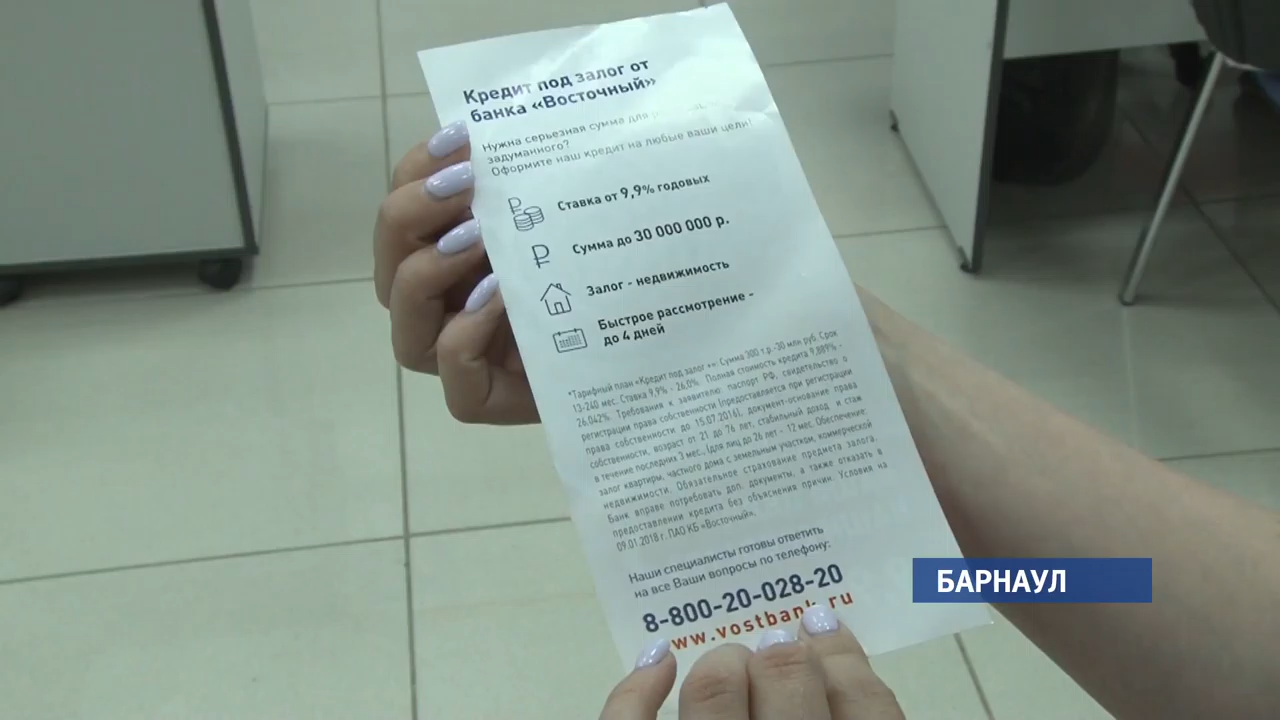 Кредит под залог от
банка «Восточный»
Нужна серьезная сумма для
задуманного?
Оформите наш кредит на любые ваши цели!
Ставка от 9,9% годовых
Сумма до 30 000 000 р.
Залог - недвижимость
Быстрое рассмотрение -
до 4 дней
*Тарифный план «Кредит под залог +»: Сумма 300 т.р.-30 млн руб. Срок
13-240 мес. Ставка 9,9% - 26,0%. Полная стоимость кредита 9,889% -
26,042%. Требования к заявителю: паспорт РФ, свидетельство о
регистрации права собственности (предоставляется при регистрации
права собственности до 15.07.2016), документ-основание права
собственности, возраст от 21 до 76 лет, стабильный доход и стаж
в течение последних 3 мес., (для лиц до 26 лет - 12 мес. Обеспечение:
залог квартиры, частного дома с земельным участком, коммерческой
недвижимости. Обязательное страхование предмета залога.
Банк вправе потребовать доп. документы, а также отказать в
предоставлении кредита без объяснения причин. Условия на
09.01.2018 г. ПАО КБ «Восточный».
Наши специалисты готовы ответить
на все Ваши вопросы по телефону:
8-800-20-028-20
www.vostbank.ru
БАРНАУЛ